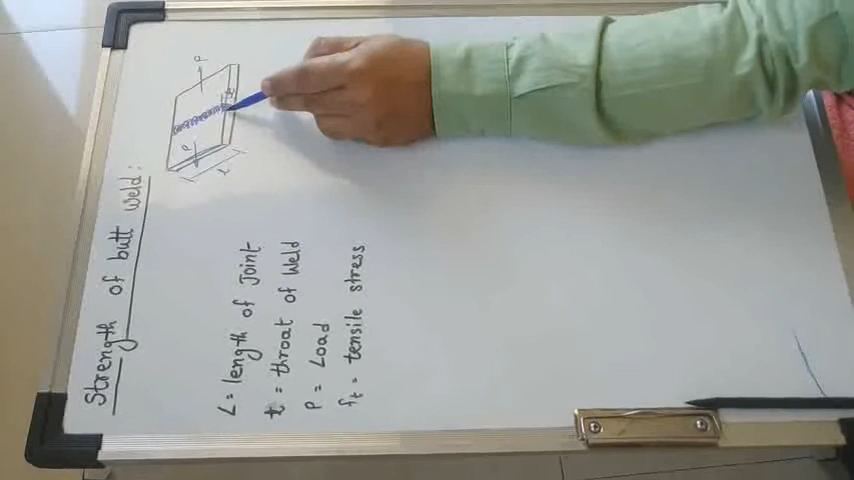 Strength of butt weld:
L = length of Joint
t = throat of Weld
P = Load
ft = tensile stress
P
P